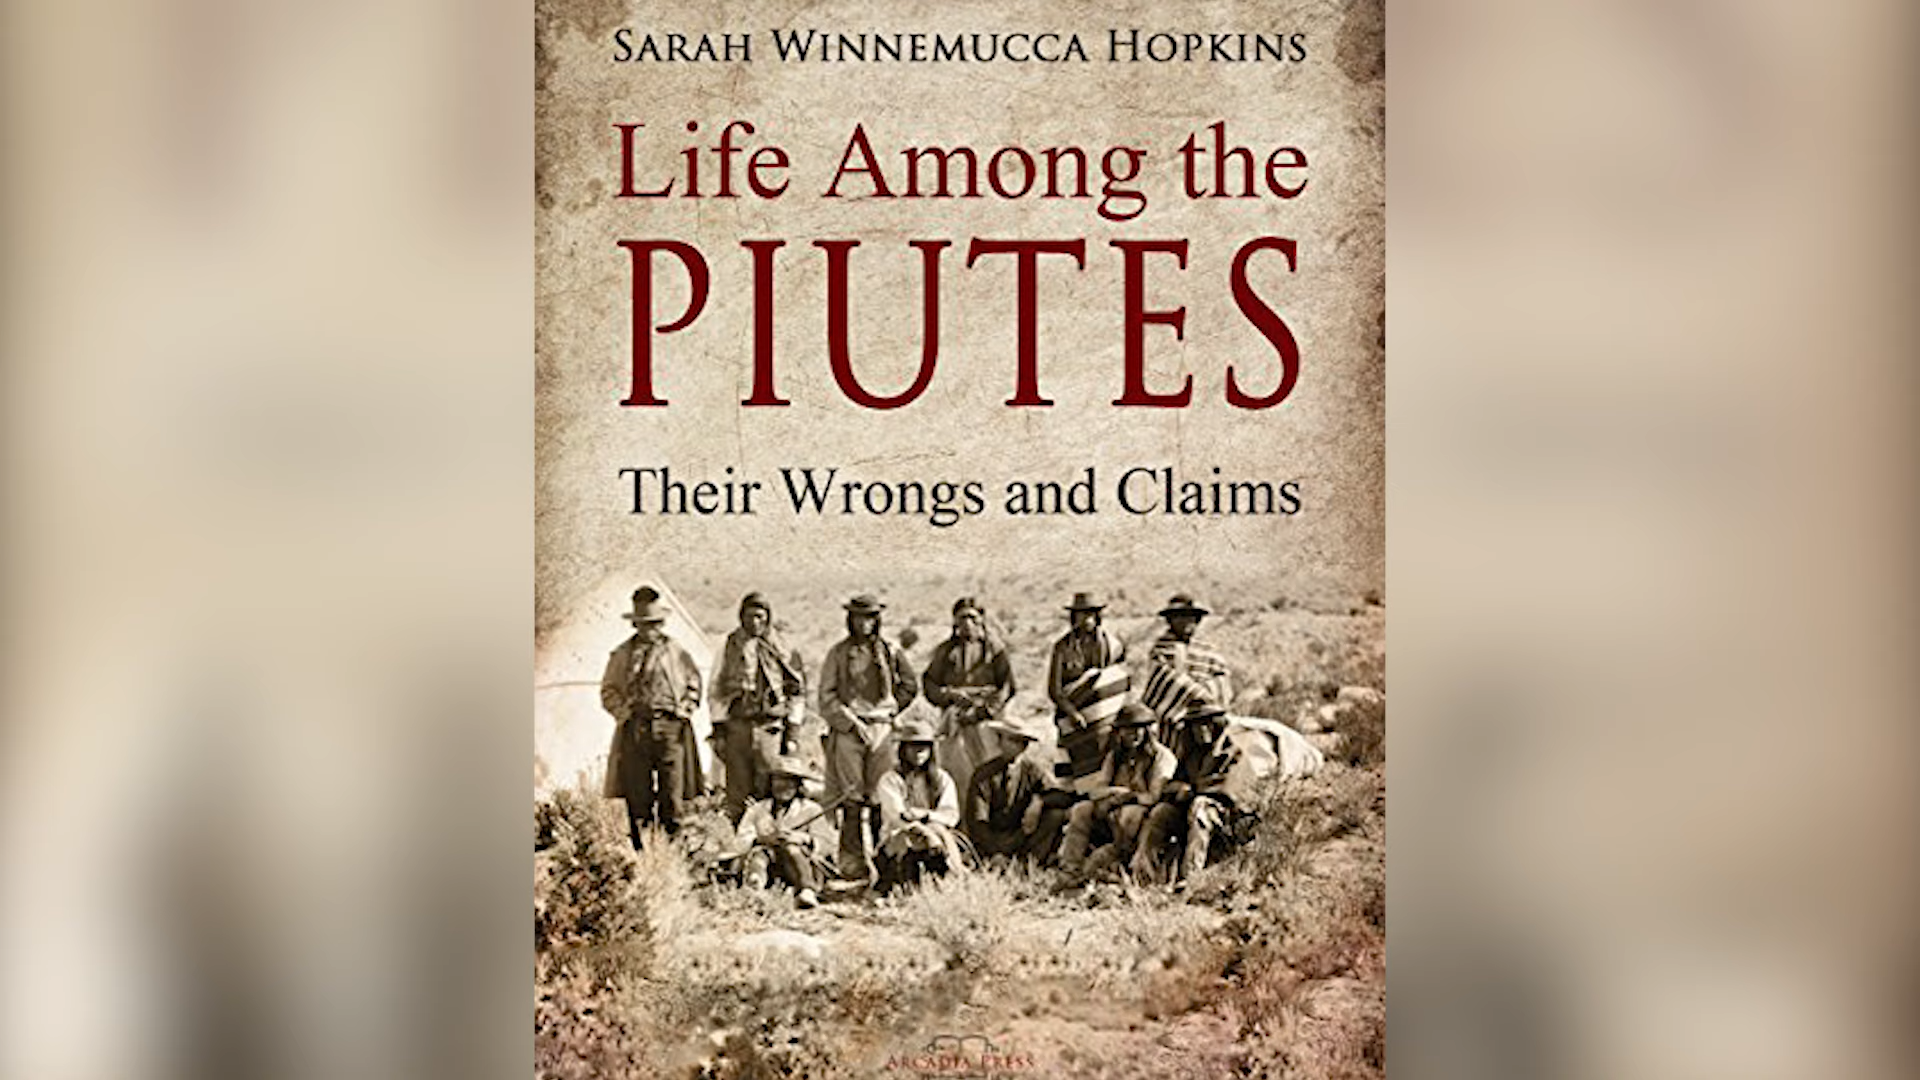 SARAH WINNEMUCCA HOPKINS
Life Among the
PIUTES
Their Wrongs and Claims
ARCADIA PRESS